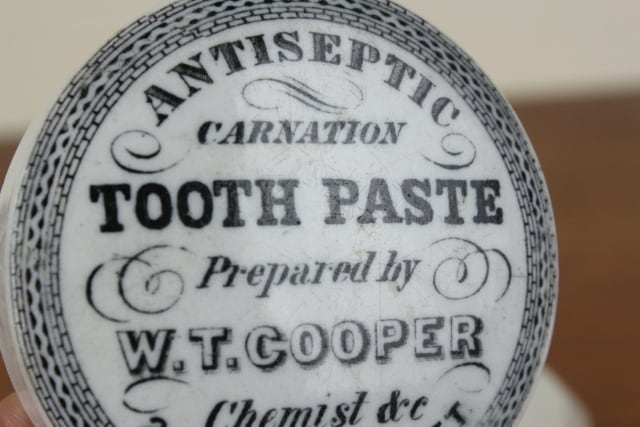 ANTISEPTIC
CARNATION
TOOTH PASTE
Prepared by
W.T. COOPER
Chemist &c